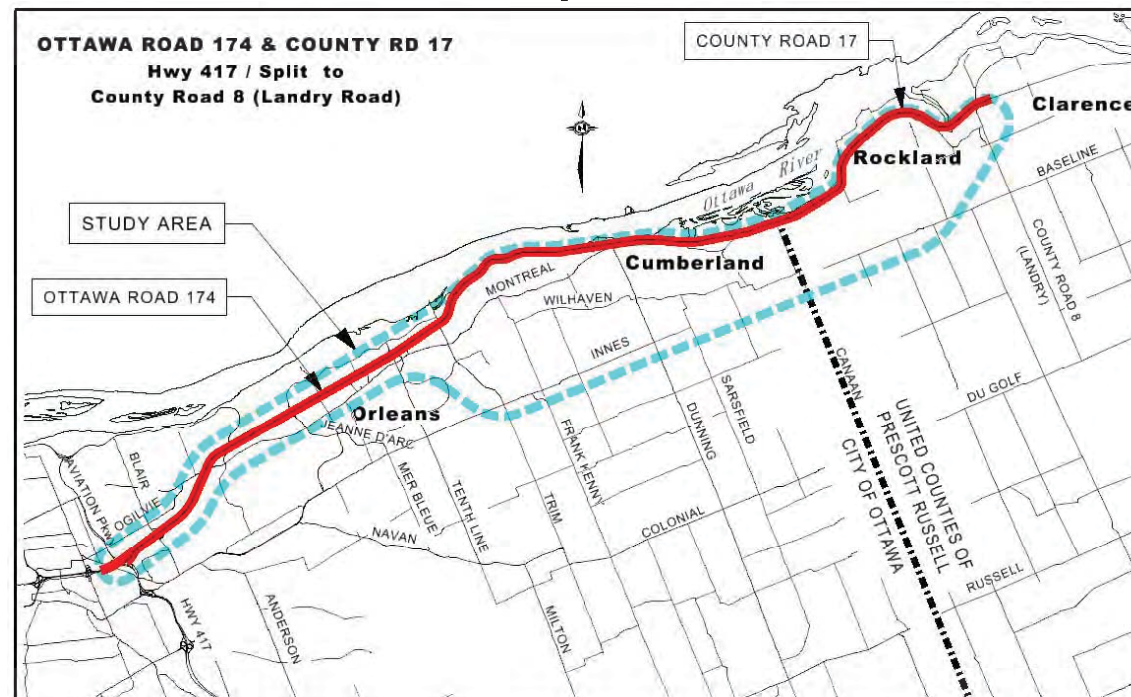 OTTAWA ROAD 174 & COUNTY RD 17
Hwy 417 / Split to
County Road 8 (Landry Road)
COUNTY ROAD 17
Clarence
Rockland
BASELINE
Ottawa River
STUDY AREA
COUNTY ROAD 8
(LANDRY)
Cumberland
MONTREAL
OTTAWA ROAD 174
WILHAVEN
INNES
CANAAN
DU GOLF
SARSFIELD
DUNNING
Orleans
JEANNE D'ARC
FRANK KENNY
UNITED COUNTIES OF
PRESCOTT RUSSELL
CITY OF OTTAWA
BLAIR
AVIATION Pkwy
OGILVIE
MER BLEUE
TENTH LINE
TRIM
COLONIAL
NAVAN
RUSSELL
HWY 417
ANDERSON
MILTON